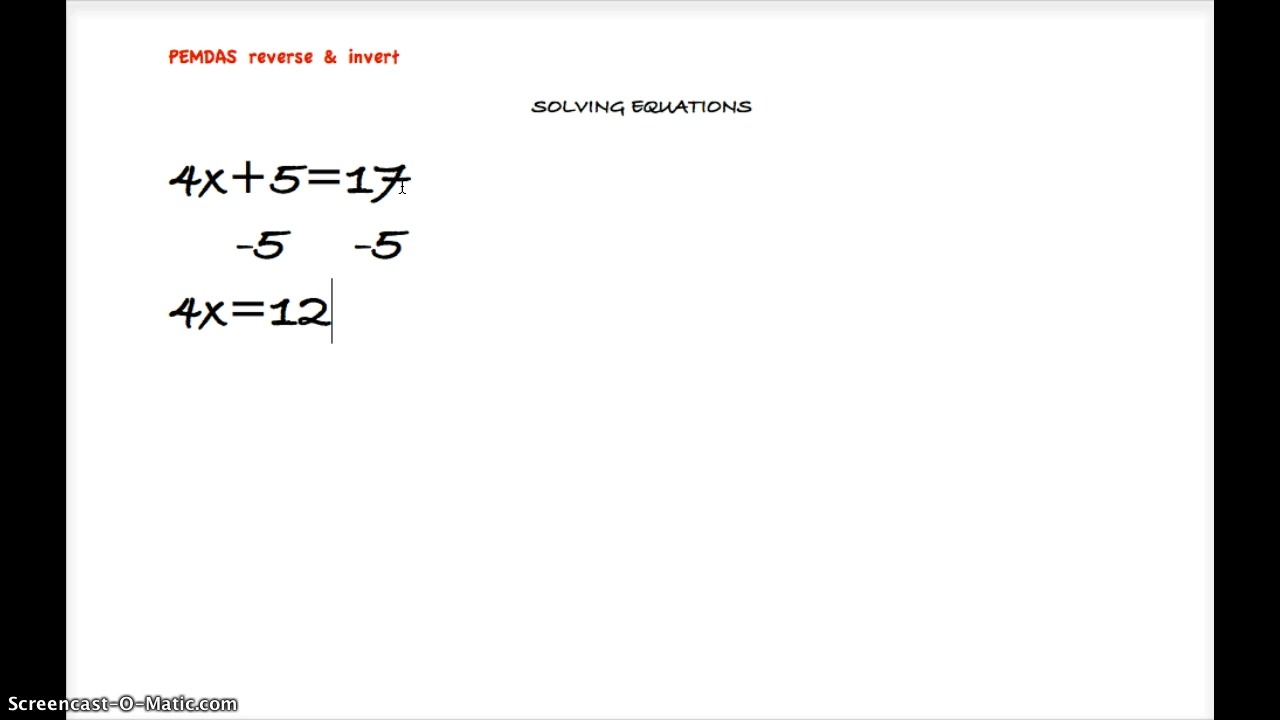 PEMDAS reverse & invert
SOLVING EQUATIONS
4x+5=17
-5 -5
4x=12
Screencast-O-Matic.com